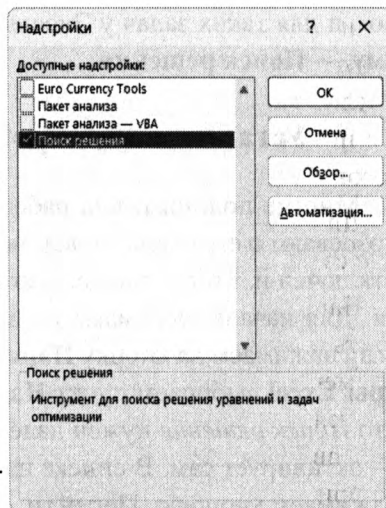 Надстройки ? ×
Доступные надстройки:
Euro Currency Tools
Пакет анализа
Пакет анализа — VBA
Поиск решения
ОК
Отмена
Обзор...
Автоматизация...
Поиск решения
Инструмент для поиска решения уравнений и задач
оптимизации